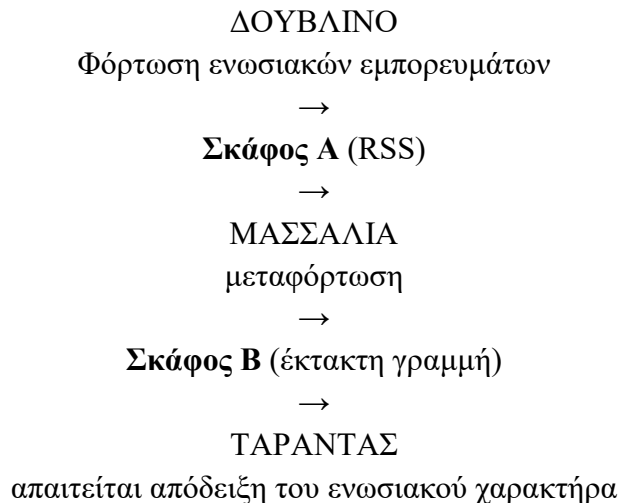 ΔΟΥΒΛΙΝΟ
Φόρτωση ενωσιακών εμπορευμάτων
→
Σκάφος A (RSS)
→
ΜΑΣΣΑΛΙΑ
μεταφόρτωση
→
Σκάφος B (έκτακτη γραμμή)
→
ΤΑΡΑΝΤΑΣ
απαιτείται απόδειξη του ενωσιακού χαρακτήρα